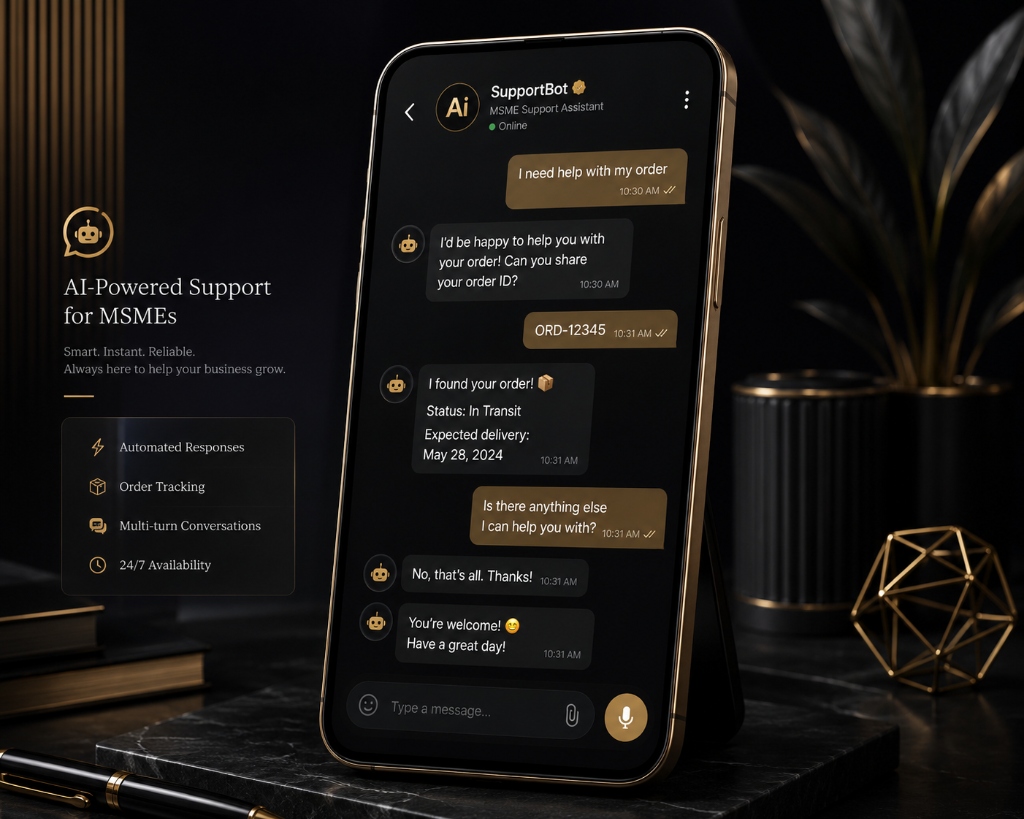 AI-Powered Support
for MSMEs
Smart. Instant. Reliable.
Always here to help your business grow.
Automated Responses
Order Tracking
Multi-turn Conversations
24/7 Availability
Ai
SupportBot
MSME Support Assistant
Online
I need help with my order
10:30 AM
I'd be happy to help you with
your order! Can you share
your order ID?
10:30 AM
ORD-12345 10:31 AM
I found your order! 📦
Status: In Transit
Expected delivery:
May 28, 2024
10:31 AM
Is there anything else
I can help you with? 10:31 AM
No, that's all. Thanks! 10:31 AM
You're welcome! 😊
Have a great day!
10:31 AM
Type a message...